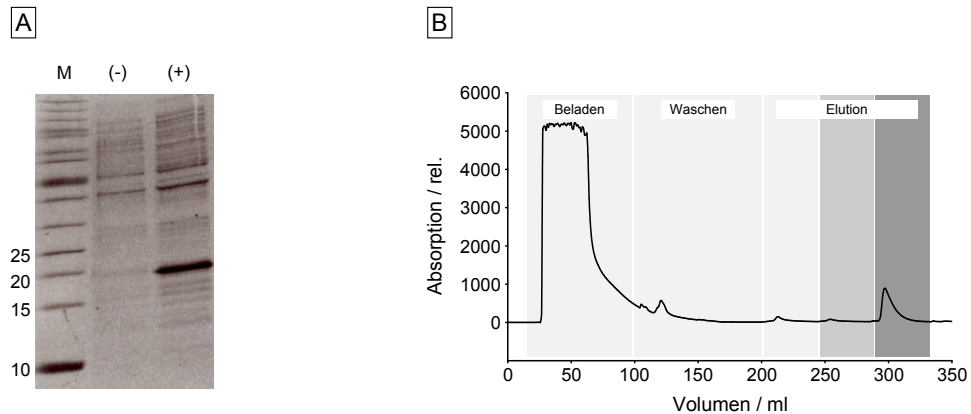 A
M (-) (+)
25
20
15
10
B
6000
5000
4000
3000
2000
1000
0
Absorption / rel.
Beladen Waschen Elution
0 50 100 150 200 250 300 350
Volumen / ml